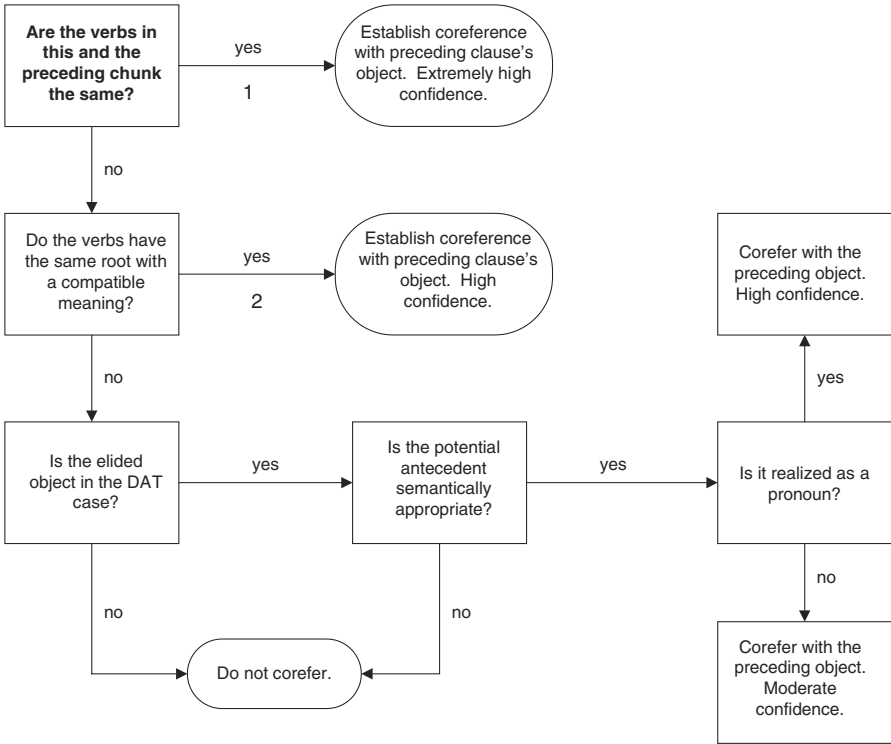 Are the verbs in
this and the
preceding chunk
the same?
yes
1
Establish coreference
with preceding clause's
object. Extremely high
confidence.
no
Do the verbs have
the same root with
a compatible
meaning?
yes
2
Establish coreference
with preceding clause's
object. High
confidence.
Corefer with the
preceding object.
High confidence.
no
yes
Is the elided
object in the DAT
case?
yes
Is the potential
antecedent
semantically
appropriate?
yes
Is it realized as a
pronoun?
no
no
no
Do not corefer.
Corefer with the
preceding object.
Moderate
confidence.